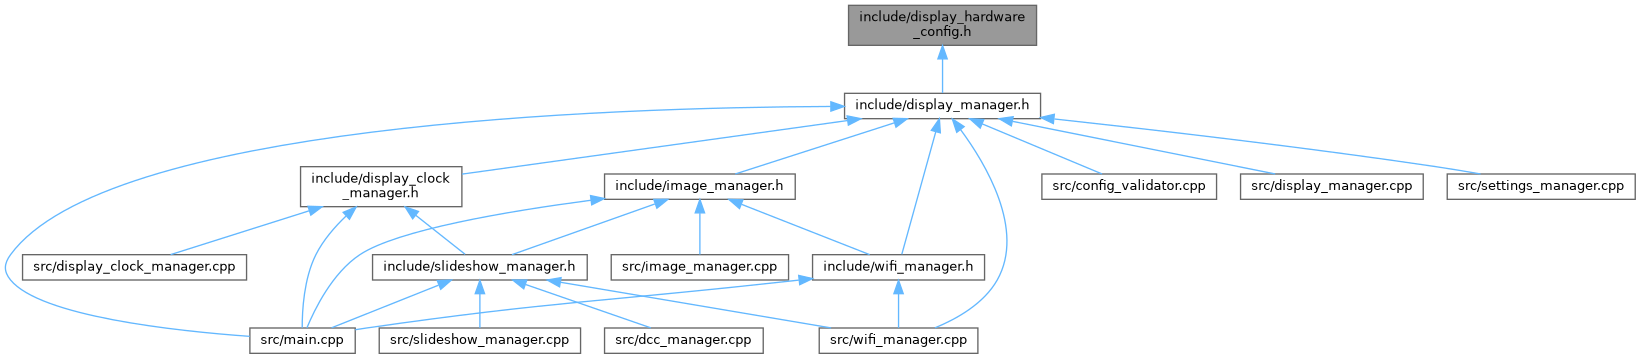 include/display_hardware
_config.h
include/display_manager.h
include/display_clock
_manager.h
include/image_manager.h
src/config_validator.cpp
src/display_manager.cpp
src/settings_manager.cpp
src/display_clock_manager.cpp
include/slideshow_manager.h
src/image_manager.cpp
include/wifi_manager.h
src/main.cpp
src/slideshow_manager.cpp
src/dcc_manager.cpp
src/wifi_manager.cpp